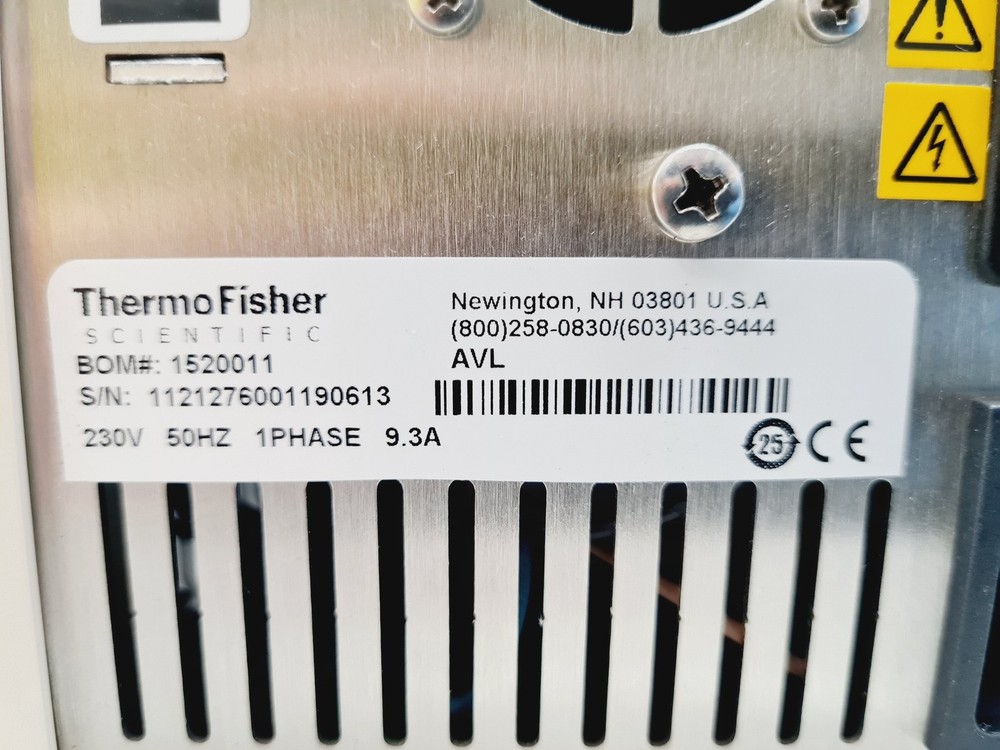 Thermo Fisher
SCIENTIFIC
BOM#: 1520011
S/N: 1121276001190613
230V 50HZ 1PHASE 9.3A
Newington, NH 03801 U.S.A
(800)258-0830/(603)436-9444
AVL
25 CE